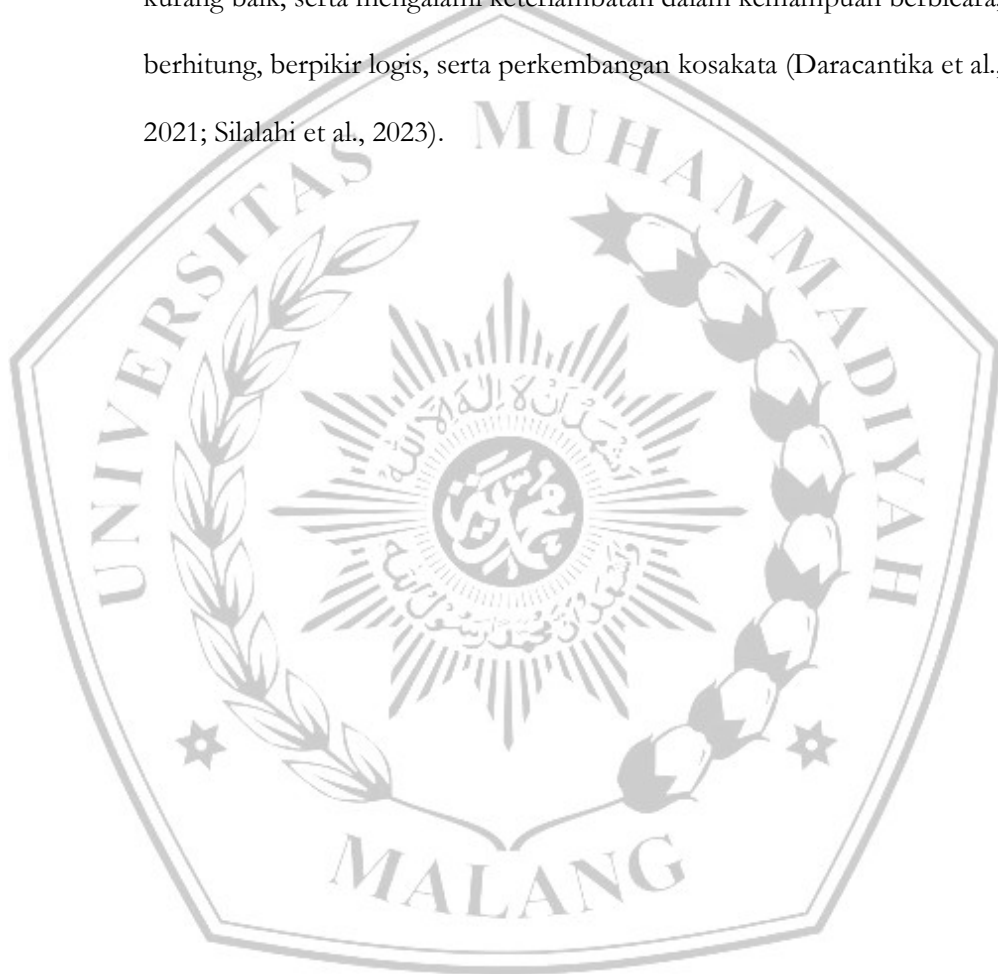 kurang baik, serta mengalami keterlambatan dalam kemampuan berbicara,
berhitung, berpikir logis, serta perkembangan kosakata (Daracantika et al.,
2021; Silalahi et al., 2023).
UNIVERSITAS MUHAMMADIYAH
MALANG